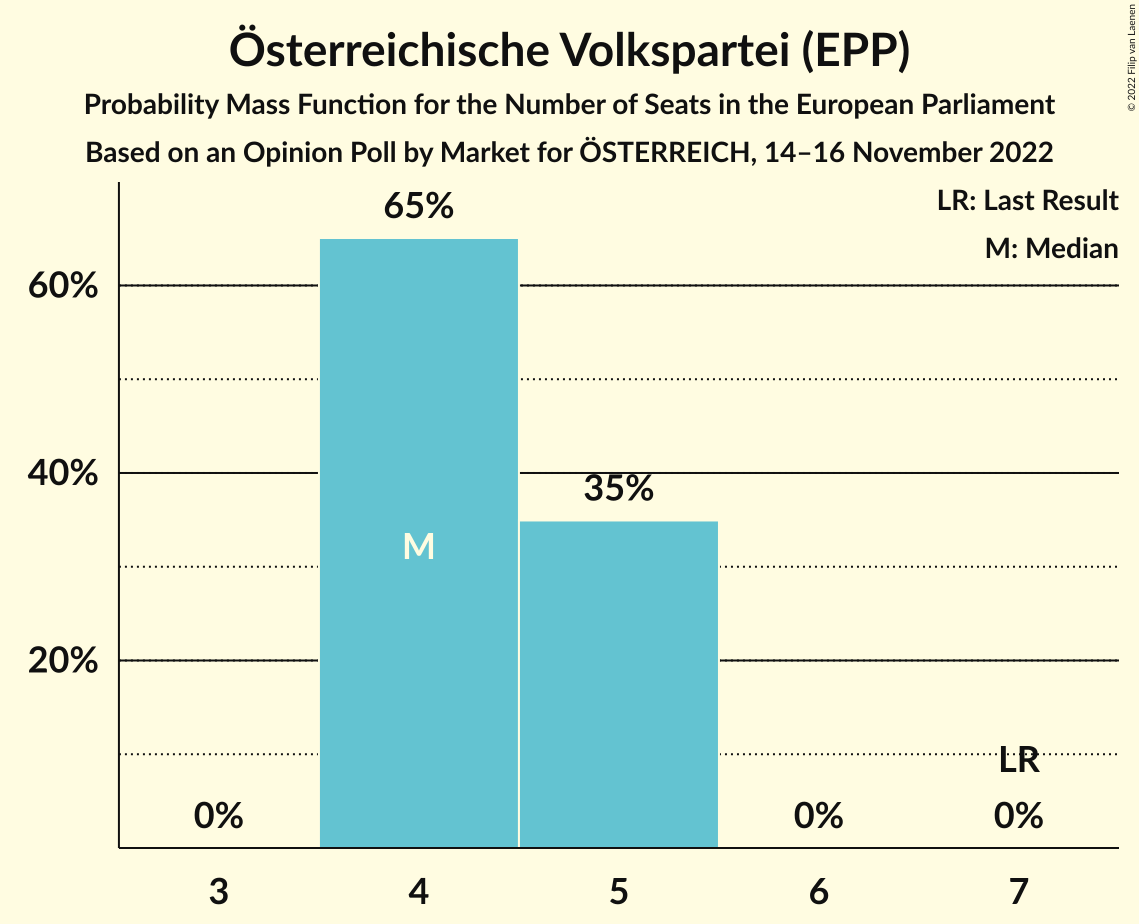 Österreichische Volkspartei (EPP)
Probability Mass Function for the Number of Seats in the European Parliament
Based on an Opinion Poll by Market for ÖSTERREICH, 14–16 November 2022
© 2022 Filip van Laenen
LR: Last Result
M: Median
65%
60%
40%
35%
M
20%
LR
0%
0%
0%
3
4
5
6
7